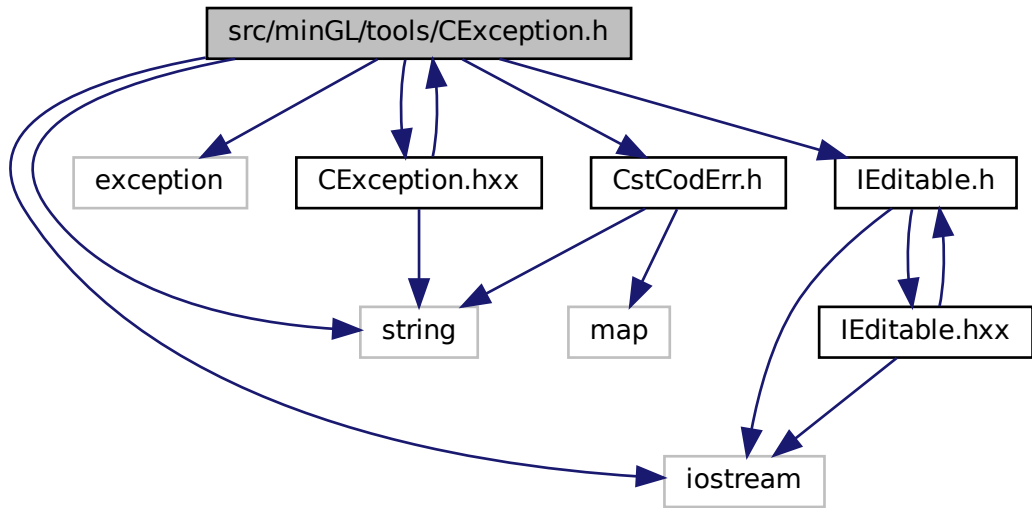 src/minGL/tools/CException.h
exception
CException.hxx
CstCodErr.h
IEditable.h
string
map
IEditable.hxx
iostream